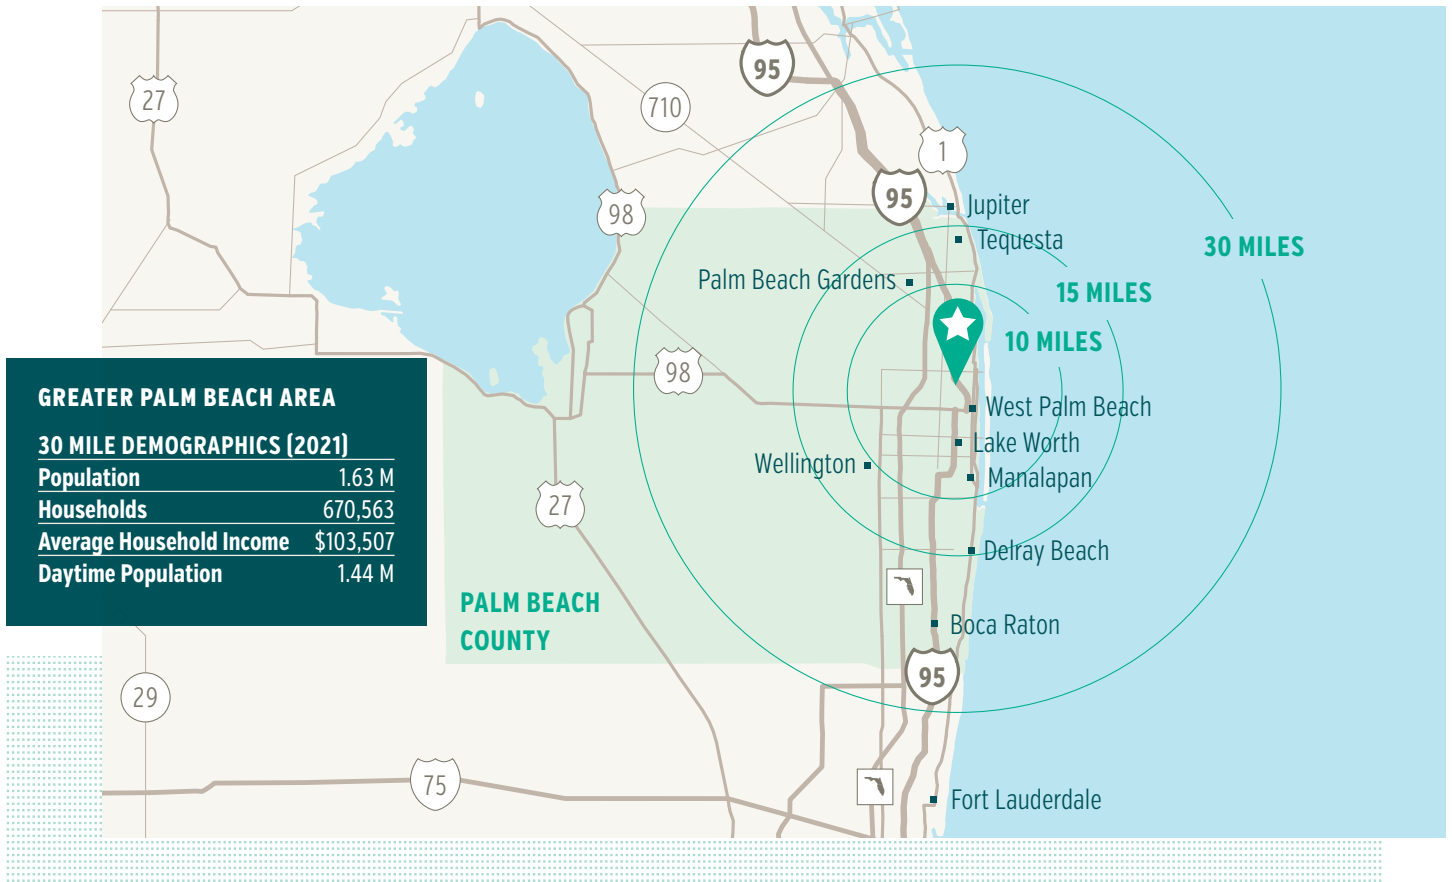 95
27
710
1
95
98
Jupiter
Tequesta
30 MILES
Palm Beach Gardens
15 MILES
10 MILES
98
GREATER PALM BEACH AREA
30 MILE DEMOGRAPHICS (2021)
Population 1.63 M
Households 670,563
Average Household Income $103,507
Daytime Population 1.44 M
West Palm Beach
Lake Worth
Wellington
Manalapan
27
Delray Beach
PALM BEACH
COUNTY
Boca Raton
95
29
75
Fort Lauderdale